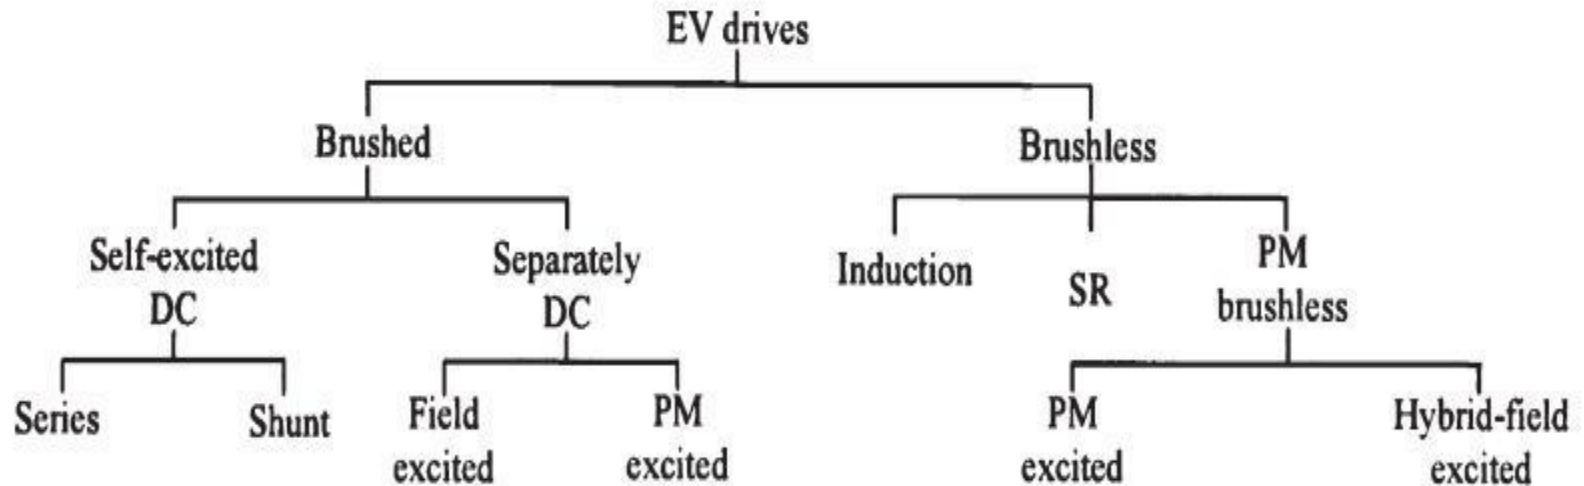 EV drives
Brushed
Brushless
Self-excited
DC
Separately
DC
Induction
SR
PM
brushless
Series
Shunt
Field
excited
PM
excited
PM
excited
Hybrid-field
excited